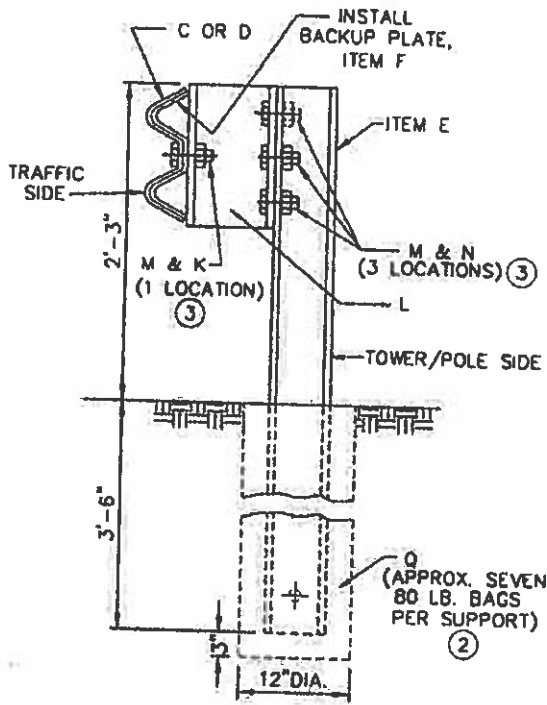 C OR D
INSTALL
BACKUP PLATE,
ITEM F
ITEM E
TRAFFIC
SIDE
2'-3"
M & K
(1 LOCATION)
3
M & N
(3 LOCATIONS) 3
L
TOWER/POLE SIDE
3'-6"
Q
(APPROX. SEVEN
80 LB. BAGS
PER SUPPORT)
2
3"
12"DIA.